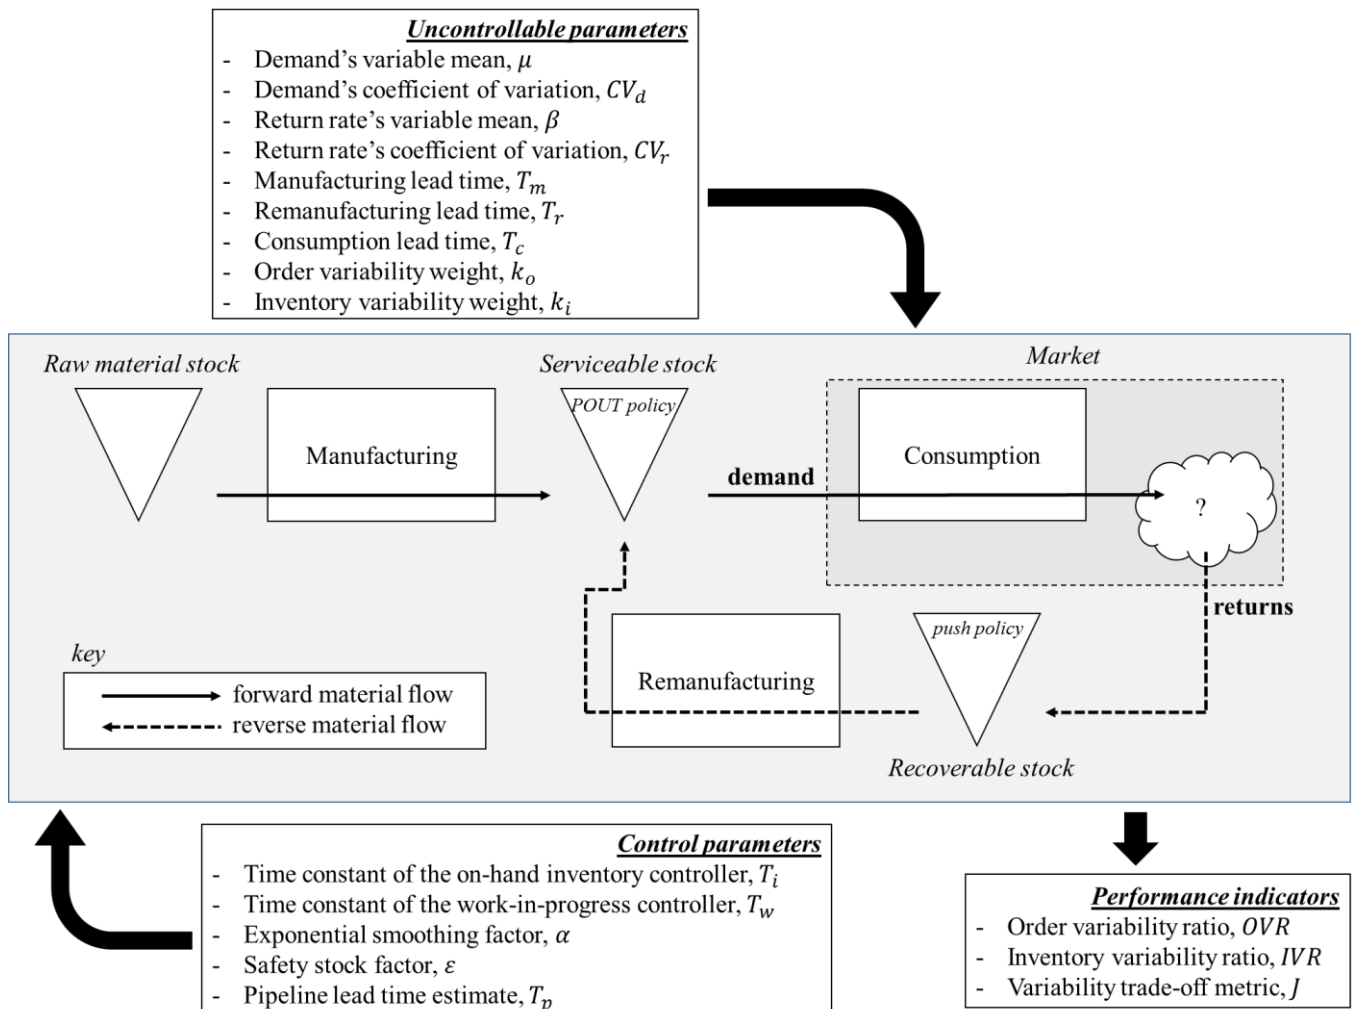 Uncontrollable parameters
- Demand’s variable mean, μ
- Demand’s coefficient of variation, CV_d
- Return rate’s variable mean, β
- Return rate’s coefficient of variation, CV_r
- Manufacturing lead time, T_m
- Remanufacturing lead time, T_r
- Consumption lead time, T_c
- Order variability weight, k_o
- Inventory variability weight, k_i
Raw material stock
Serviceable stock
Market
POUT policy
Manufacturing
Consumption
demand
?
returns
push policy
Remanufacturing
Recoverable stock
key
forward material flow
reverse material flow
Control parameters
- Time constant of the on-hand inventory controller, T_i
- Time constant of the work-in-progress controller, T_w
- Exponential smoothing factor, α
- Safety stock factor, ε
- Pipeline lead time estimate, T_p
Performance indicators
- Order variability ratio, OVR
- Inventory variability ratio, IVR
- Variability trade-off metric, J